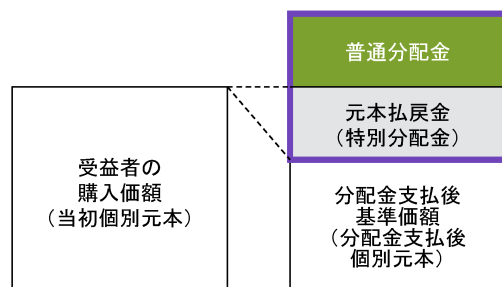 普通分配金
元本払戻金
（特別分配金）
受益者の
購入価額
（当初個別元本）
分配金支払後
基準価額
（分配金支払後
個別元本）